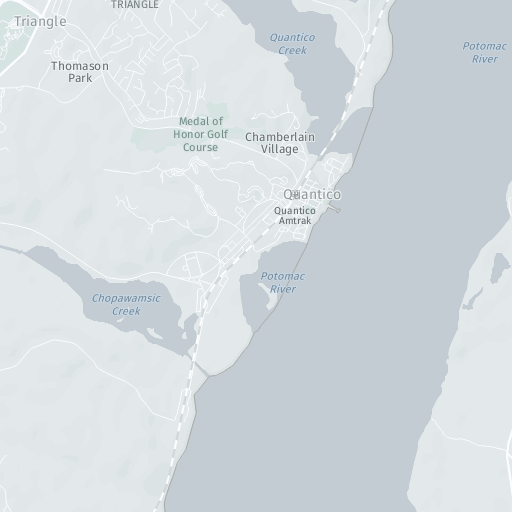 TRIANGLE
Triangle
Quantico
Creek
Potomac
River
Thomason
Park
Medal of
Honor Golf
Course
Chamberlain
Village
Quantico
Quantico
Amtrak
Potomac
River
Chopawamsic
Creek